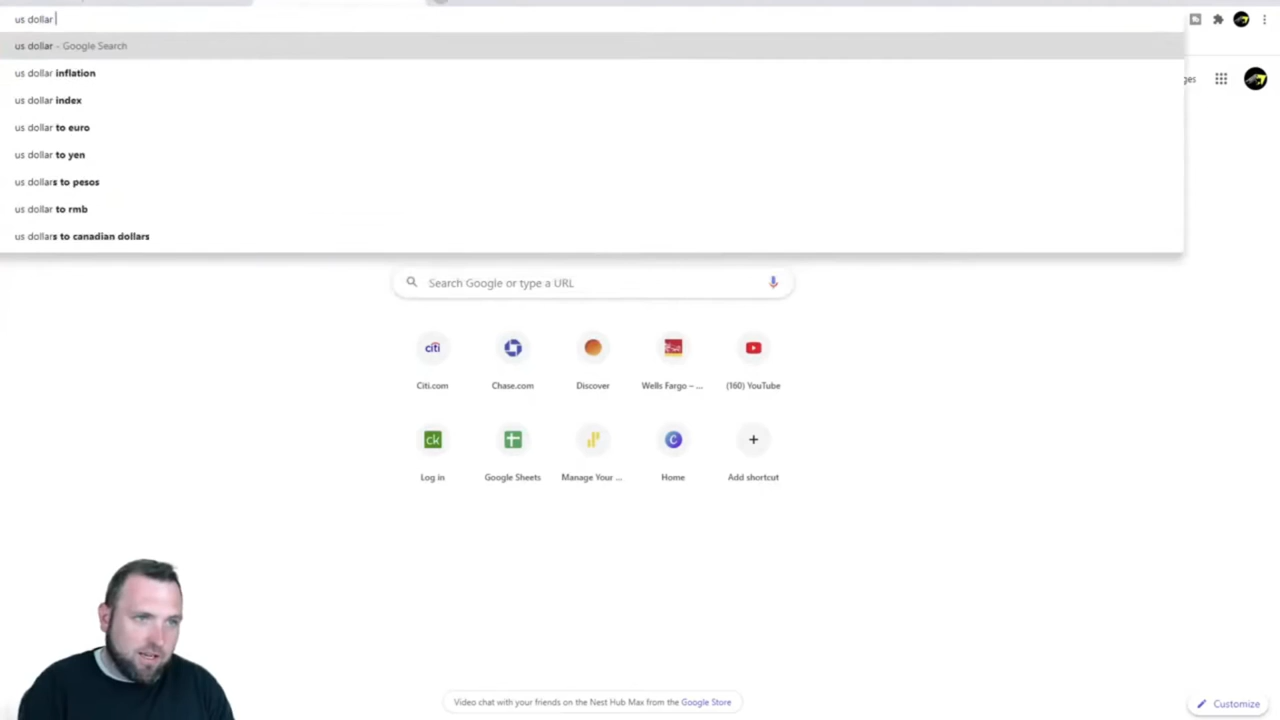 us dollar
us dollar - Google Search
us dollar inflation
us dollar index
us dollar to euro
us dollar to yen
us dollars to pesos
us dollar to rmb
us dollars to canadian dollars
ges
Search Google or type a URL
citi
Citi.com
Chase.com
Discover
Wells Fargo – ...
(160) YouTube
ck
C
Log in
Google Sheets
Manage Your ...
Home
Add shortcut
Video chat with your friends on the Nest Hub Max from the Google Store
Customize